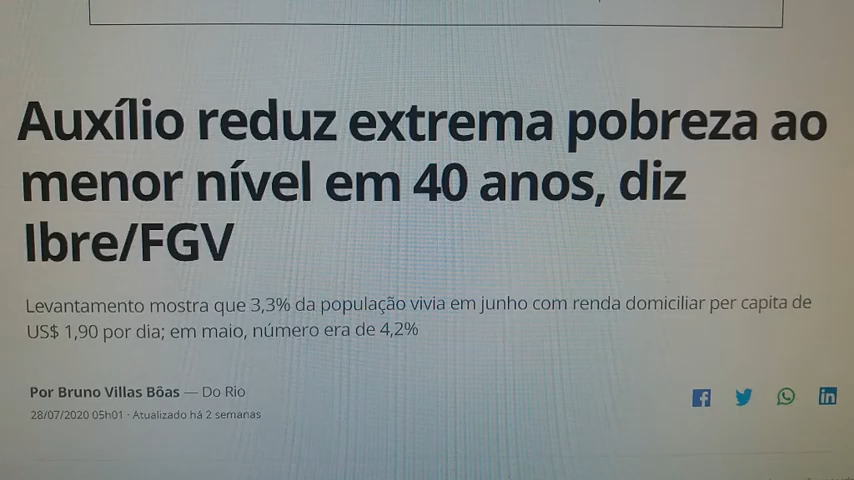 Auxílio reduz extrema pobreza ao
menor nível em 40 anos, diz
Ibre/FGV
Levantamento mostra que 3,3% da população vivia em junho com renda domiciliar per capita de
US$ 1,90 por dia; em maio, número era de 4,2%
Por Bruno Villas Bôas — Do Rio
28/07/2020 05h01 · Atualizado há 2 semanas